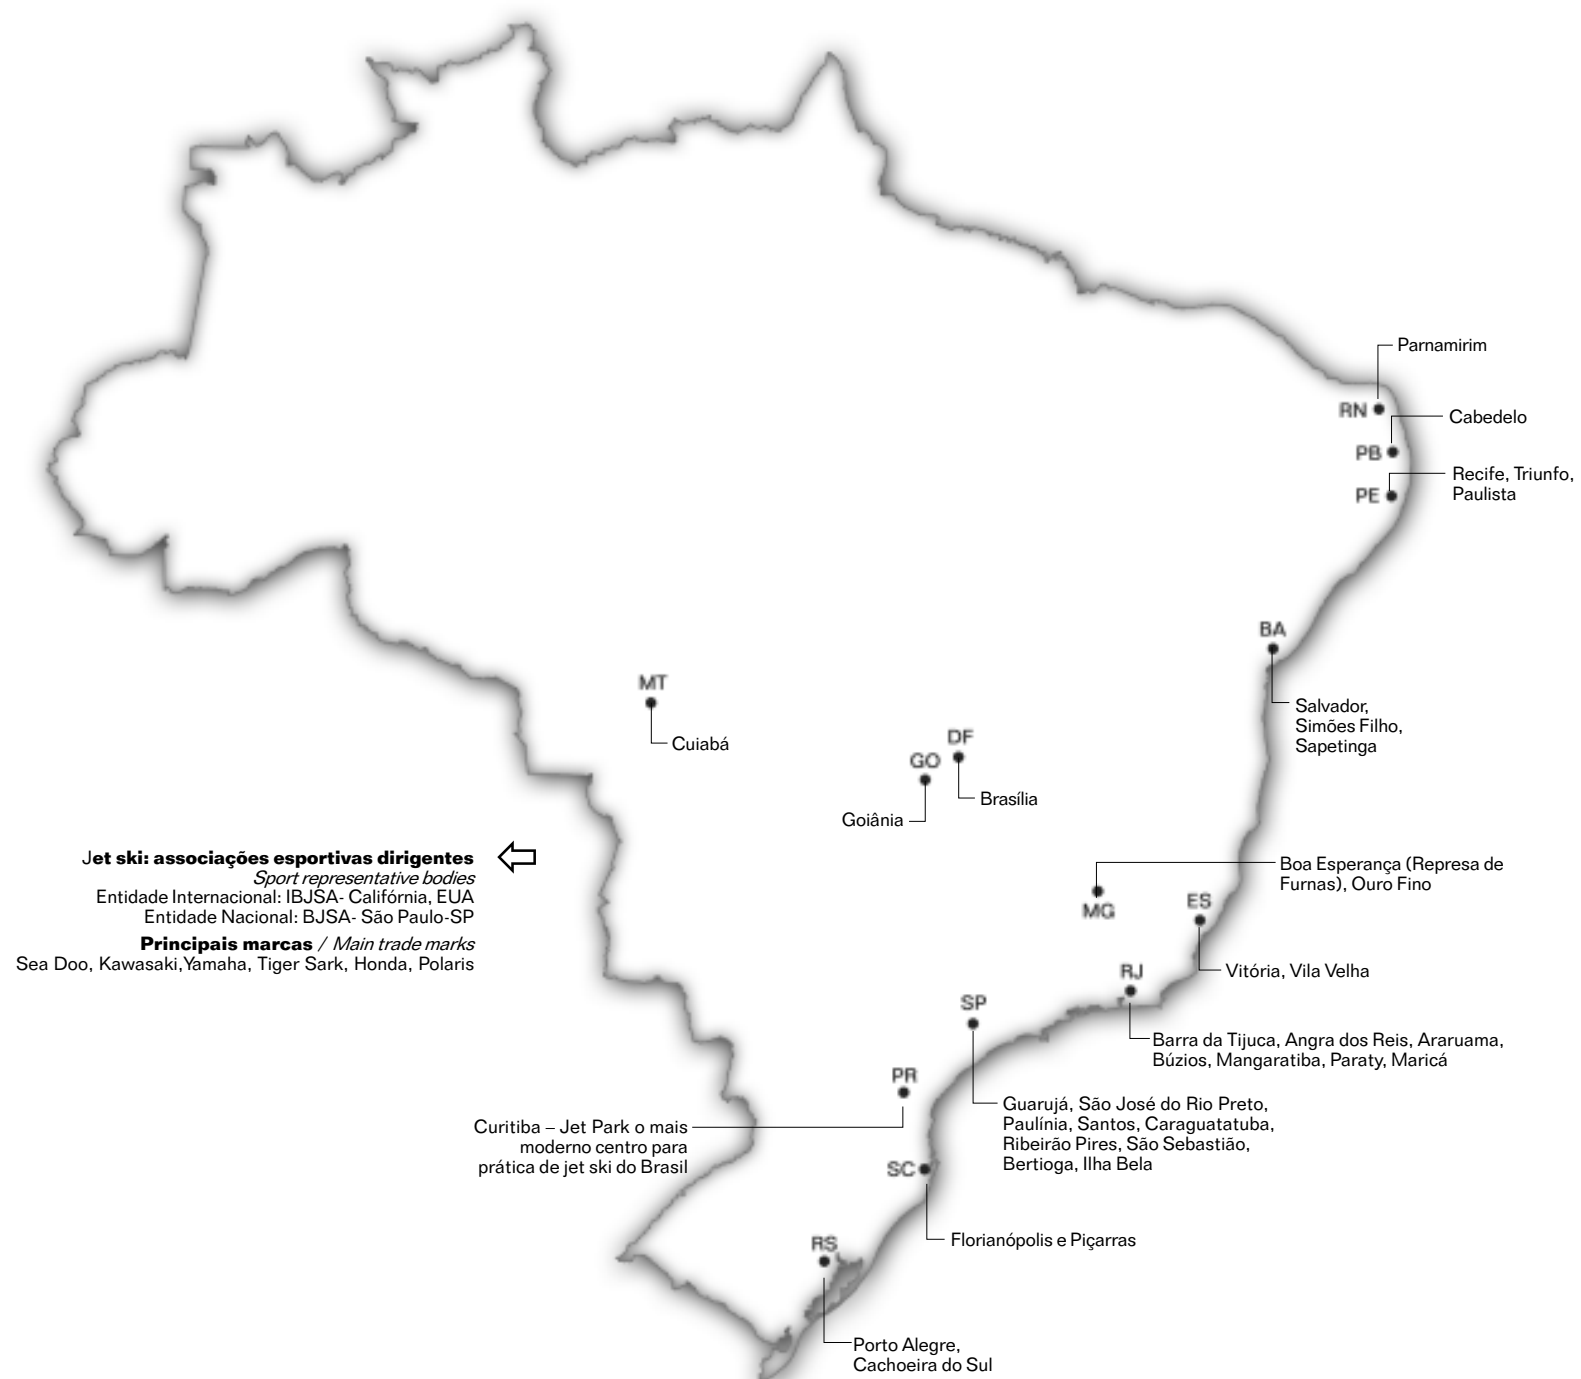 Parnamirim
RN
Cabedelo
PB
Recife, Triunfo,
Paulista
PE
BA
Salvador,
Simões Filho,
Sapetinga
MT
Cuiabá
DF
Brasília
GO
Goiânia
Jet ski: associações esportivas dirigentes
Sport representative bodies
Entidade Internacional: IBJSA- Califórnia, EUA
Entidade Nacional: BJSA- São Paulo-SP
Principais marcas / Main trade marks
Sea Doo, Kawasaki,Yamaha, Tiger Sark, Honda, Polaris
Boa Esperança (Represa de
Furnas), Ouro Fino
MG
ES
Vitória, Vila Velha
RJ
Barra da Tijuca, Angra dos Reis, Araruama,
Búzios, Mangaratiba, Paraty, Maricá
SP
Guarujá, São José do Rio Preto,
Paulínia, Santos, Caraguatatuba,
Ribeirão Pires, São Sebastião,
Bertioga, Ilha Bela
PR
Curitiba – Jet Park o mais
moderno centro para
prática de jet ski do Brasil
SC
Florianópolis e Piçarras
RS
Porto Alegre,
Cachoeira do Sul